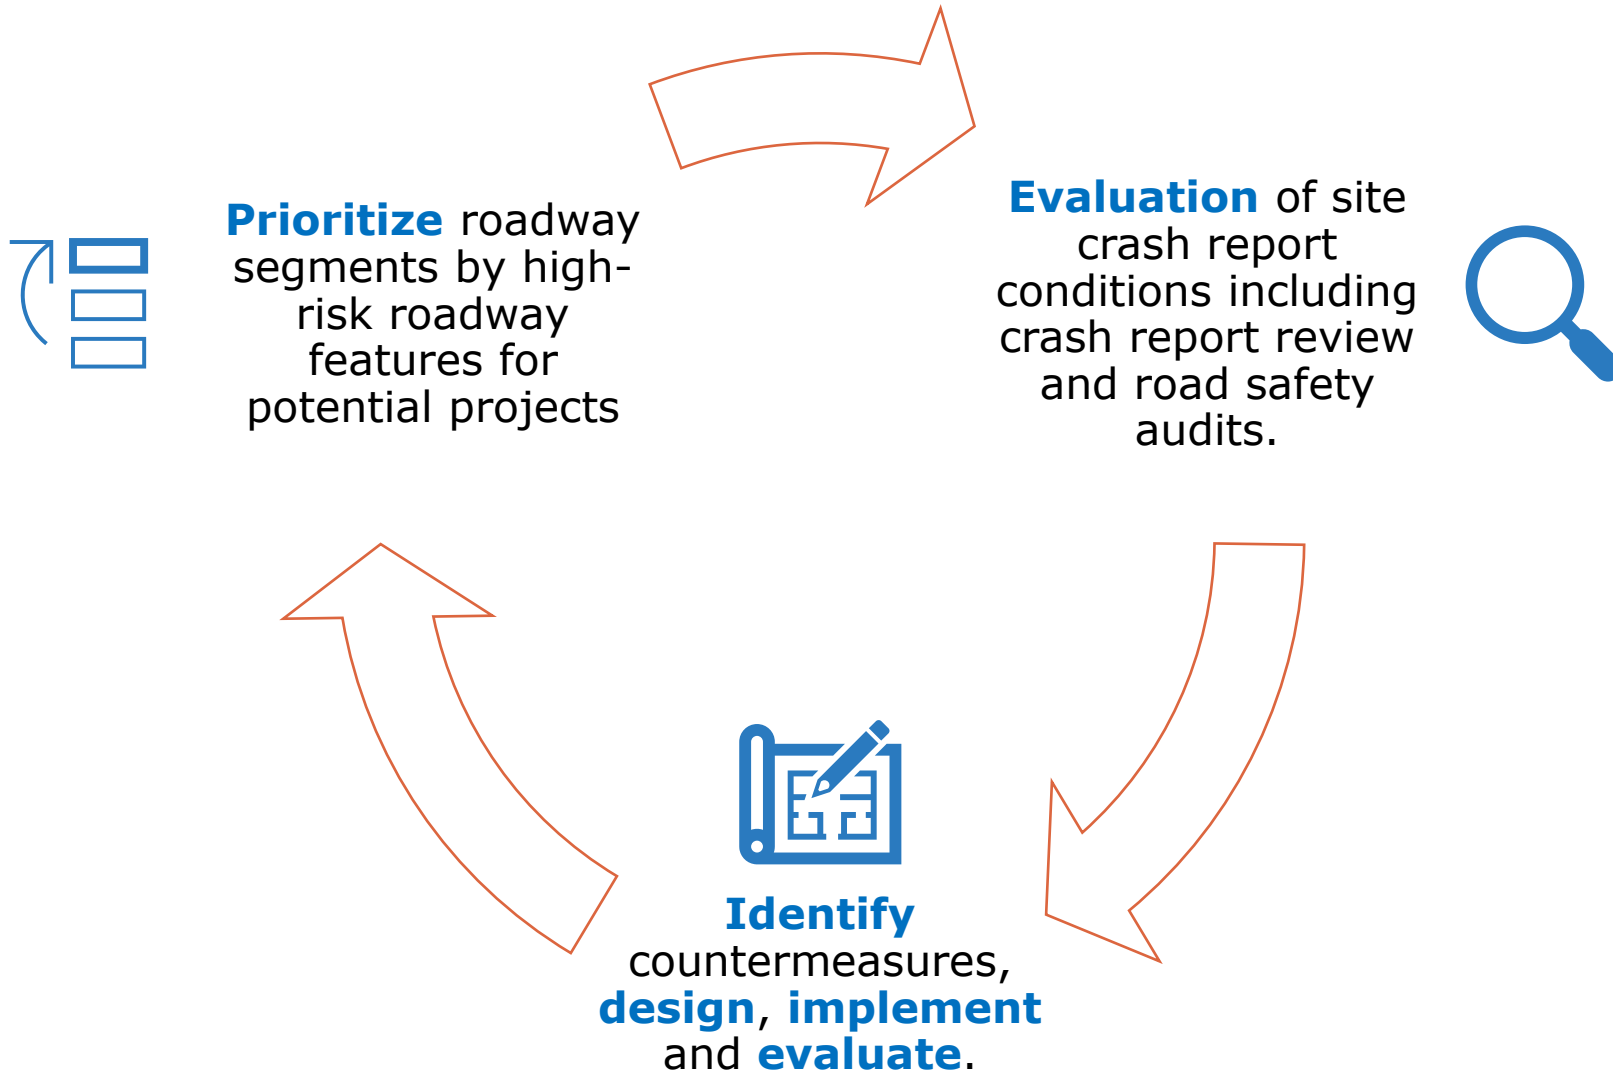 Prioritize roadway
segments by high-
risk roadway
features for
potential projects
Evaluation of site
crash report
conditions including
crash report review
and road safety
audits.
Identify
countermeasures,
design, implement
and evaluate.